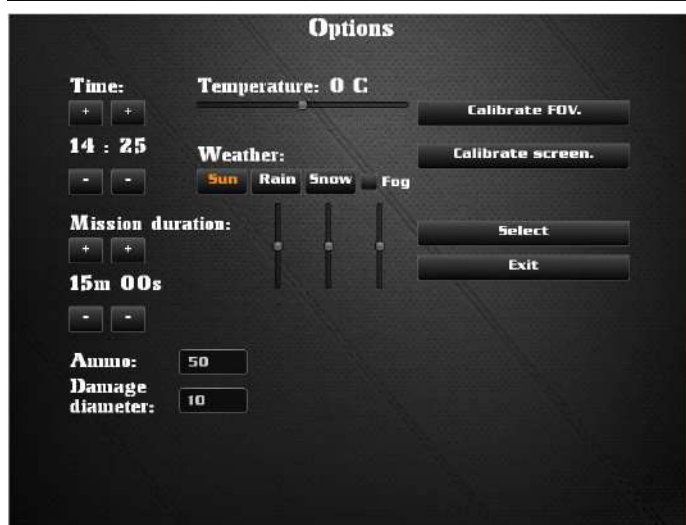 Options
Time:
+ +
14 : 25
- -
Temperature: 0 C
Weather:
Sun Rain Snow Fog
Mission duration:
+ +
15m 00s
- -
Ammo: 50
Damage
diameter: 10
Calibrate FOV.
Calibrate screen.
Select
Exit